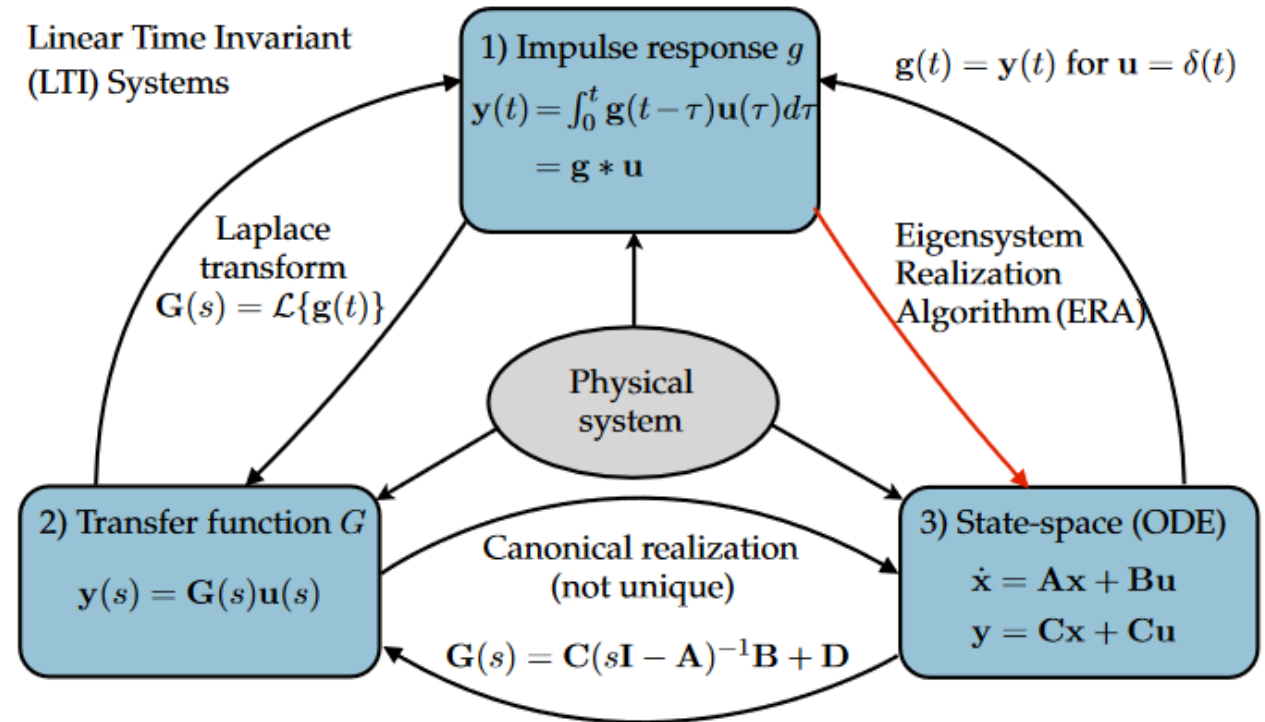 Linear Time Invariant
(LTI) Systems
1) Impulse response g
y(t) = ∫₀ᵗ g(t−τ)u(τ)dτ
= g ∗ u
g(t) = y(t) for u = δ(t)
Laplace
transform
G(s) = ℒ{g(t)}
Eigensystem
Realization
Algorithm (ERA)
Physical
system
2) Transfer function G
y(s) = G(s)u(s)
Canonical realization
(not unique)
G(s) = C(sI − A)⁻¹B + D
3) State-space (ODE)
ẋ = Ax + Bu
y = Cx + Cu